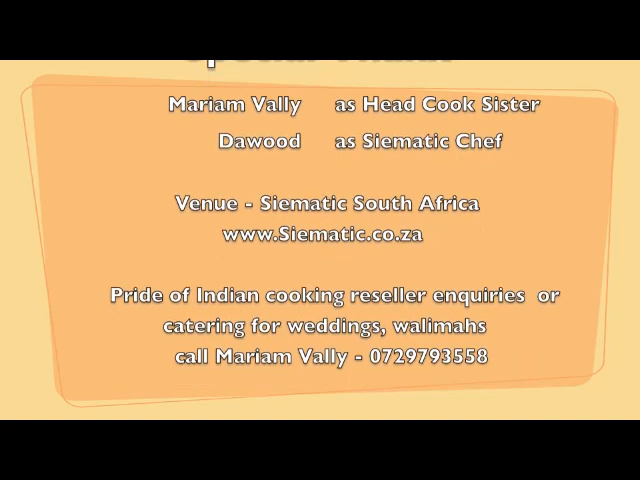 Mariam Vally as Head Cook Sister
Dawood as Siematic Chef
Venue - Siematic South Africa
www.Siematic.co.za
Pride of Indian cooking reseller enquiries or
catering for weddings, walimahs
call Mariam Vally - 0729793558